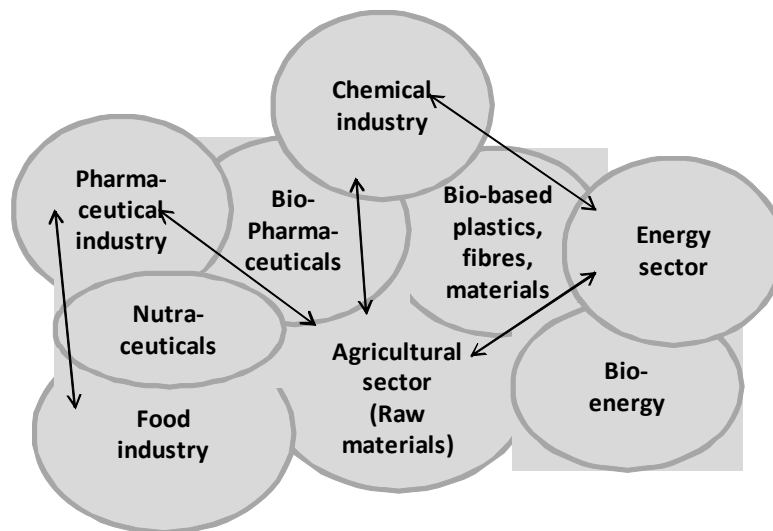 Chemical
industry
Pharma-
ceutical
industry
Bio-
Pharma-
ceuticals
Bio-based
plastics,
fibres,
materials
Energy
sector
Nutra-
ceuticals
Agricultural
sector
(Raw
materials)
Bio-
energy
Food
industry